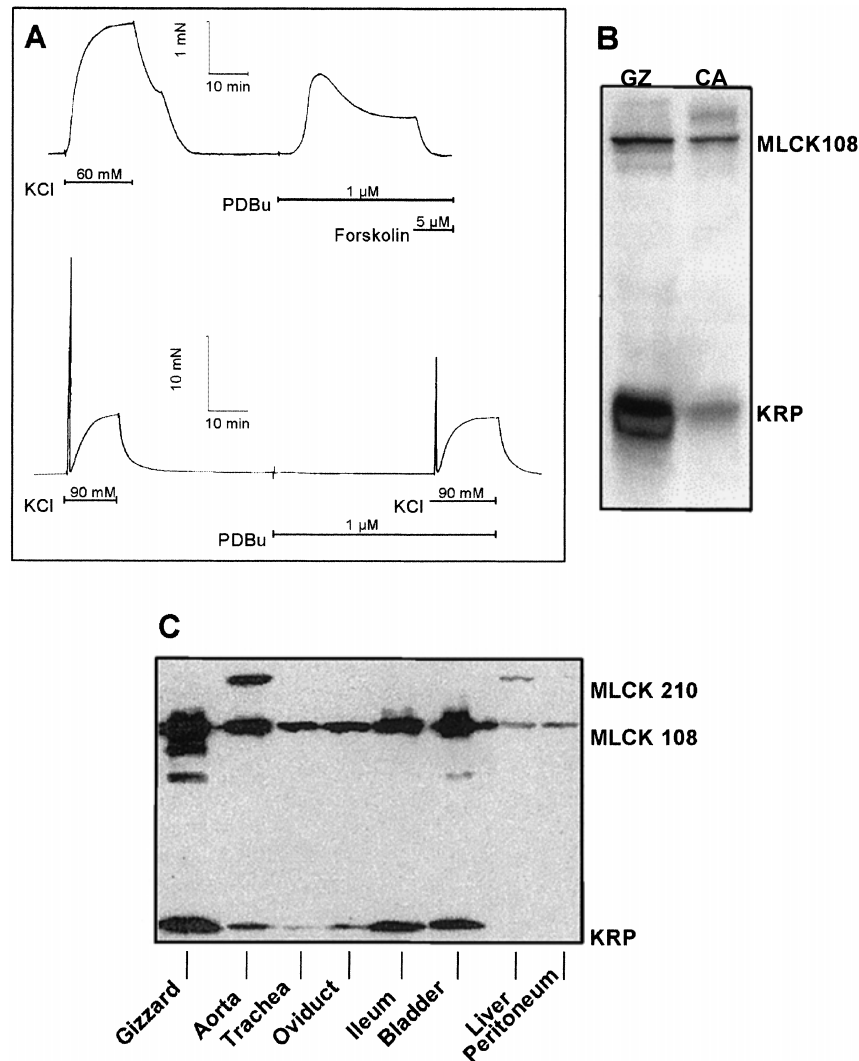 A
1 mN
10 min
KCl
60 mM
PDBu
1 µM
Forskolin
5 µM
10 mN
10 min
KCl
90 mM
KCl
90 mM
PDBu
1 µM
B
GZ CA
MLCK108
KRP
C
MLCK 210
MLCK 108
KRP
Gizzard
Aorta
Trachea
Oviduct
Ileum
Bladder
Liver
Peritoneum